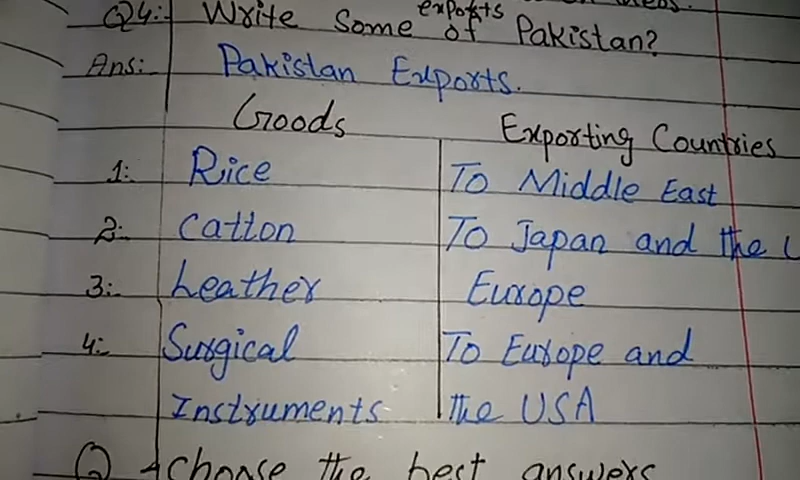 Q4: Write Some exports of Pakistan?
Ans: Pakistan Exports.
Goods Exporting Countries
1: Rice To Middle East
2: Catton To Japan and the
3: Leather Europe
4: Surgical To Europe and
Instruments the USA
Q choose the best answers